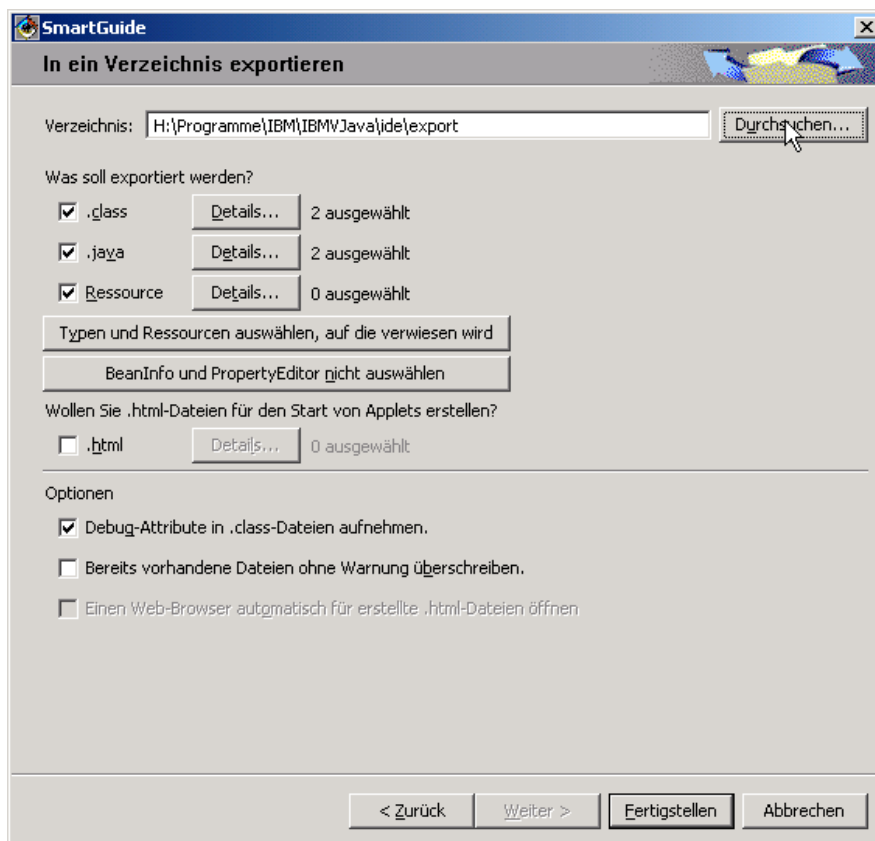 SmartGuide
In ein Verzeichnis exportieren
Verzeichnis: H:\Programme\IBM\IBMVJava\ide\export Durchsuchen...
Was soll exportiert werden?
.class Details... 2 ausgewählt
.java Details... 2 ausgewählt
Ressource Details... 0 ausgewählt
Typen und Ressourcen auswählen, auf die verwiesen wird
BeanInfo und PropertyEditor nicht auswählen
Wollen Sie .html-Dateien für den Start von Applets erstellen?
.html Details... 0 ausgewählt
Optionen
Debug-Attribute in .class-Dateien aufnehmen.
Bereits vorhandene Dateien ohne Warnung überschreiben.
Einen Web-Browser automatisch für erstellte .html-Dateien öffnen
< Zurück Weiter > Fertigstellen Abbrechen